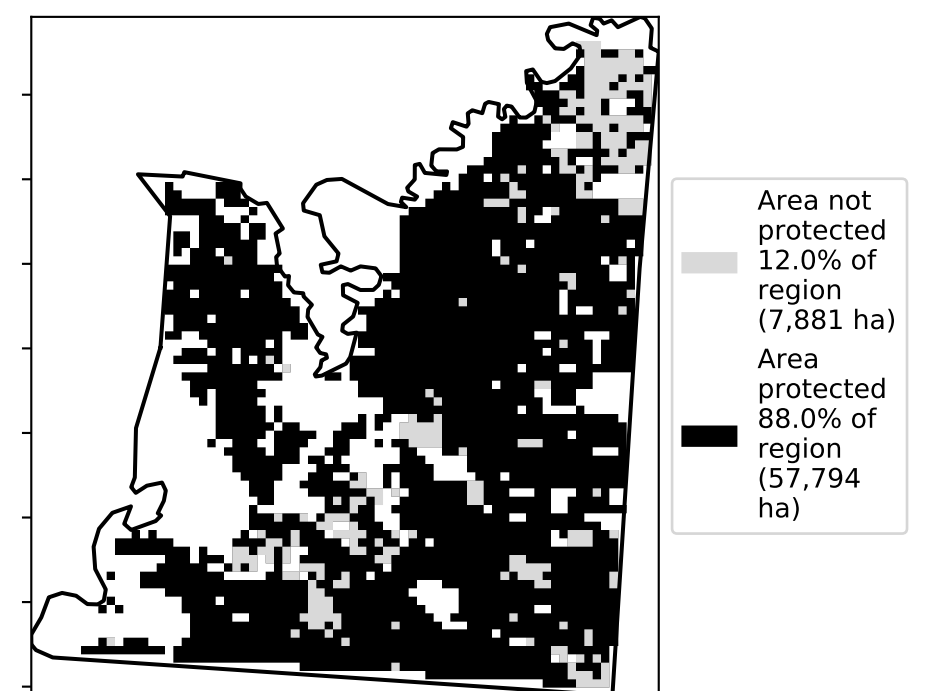 Area not
protected
12.0% of
region
(7,881 ha)
Area
protected
88.0% of
region
(57,794
ha)